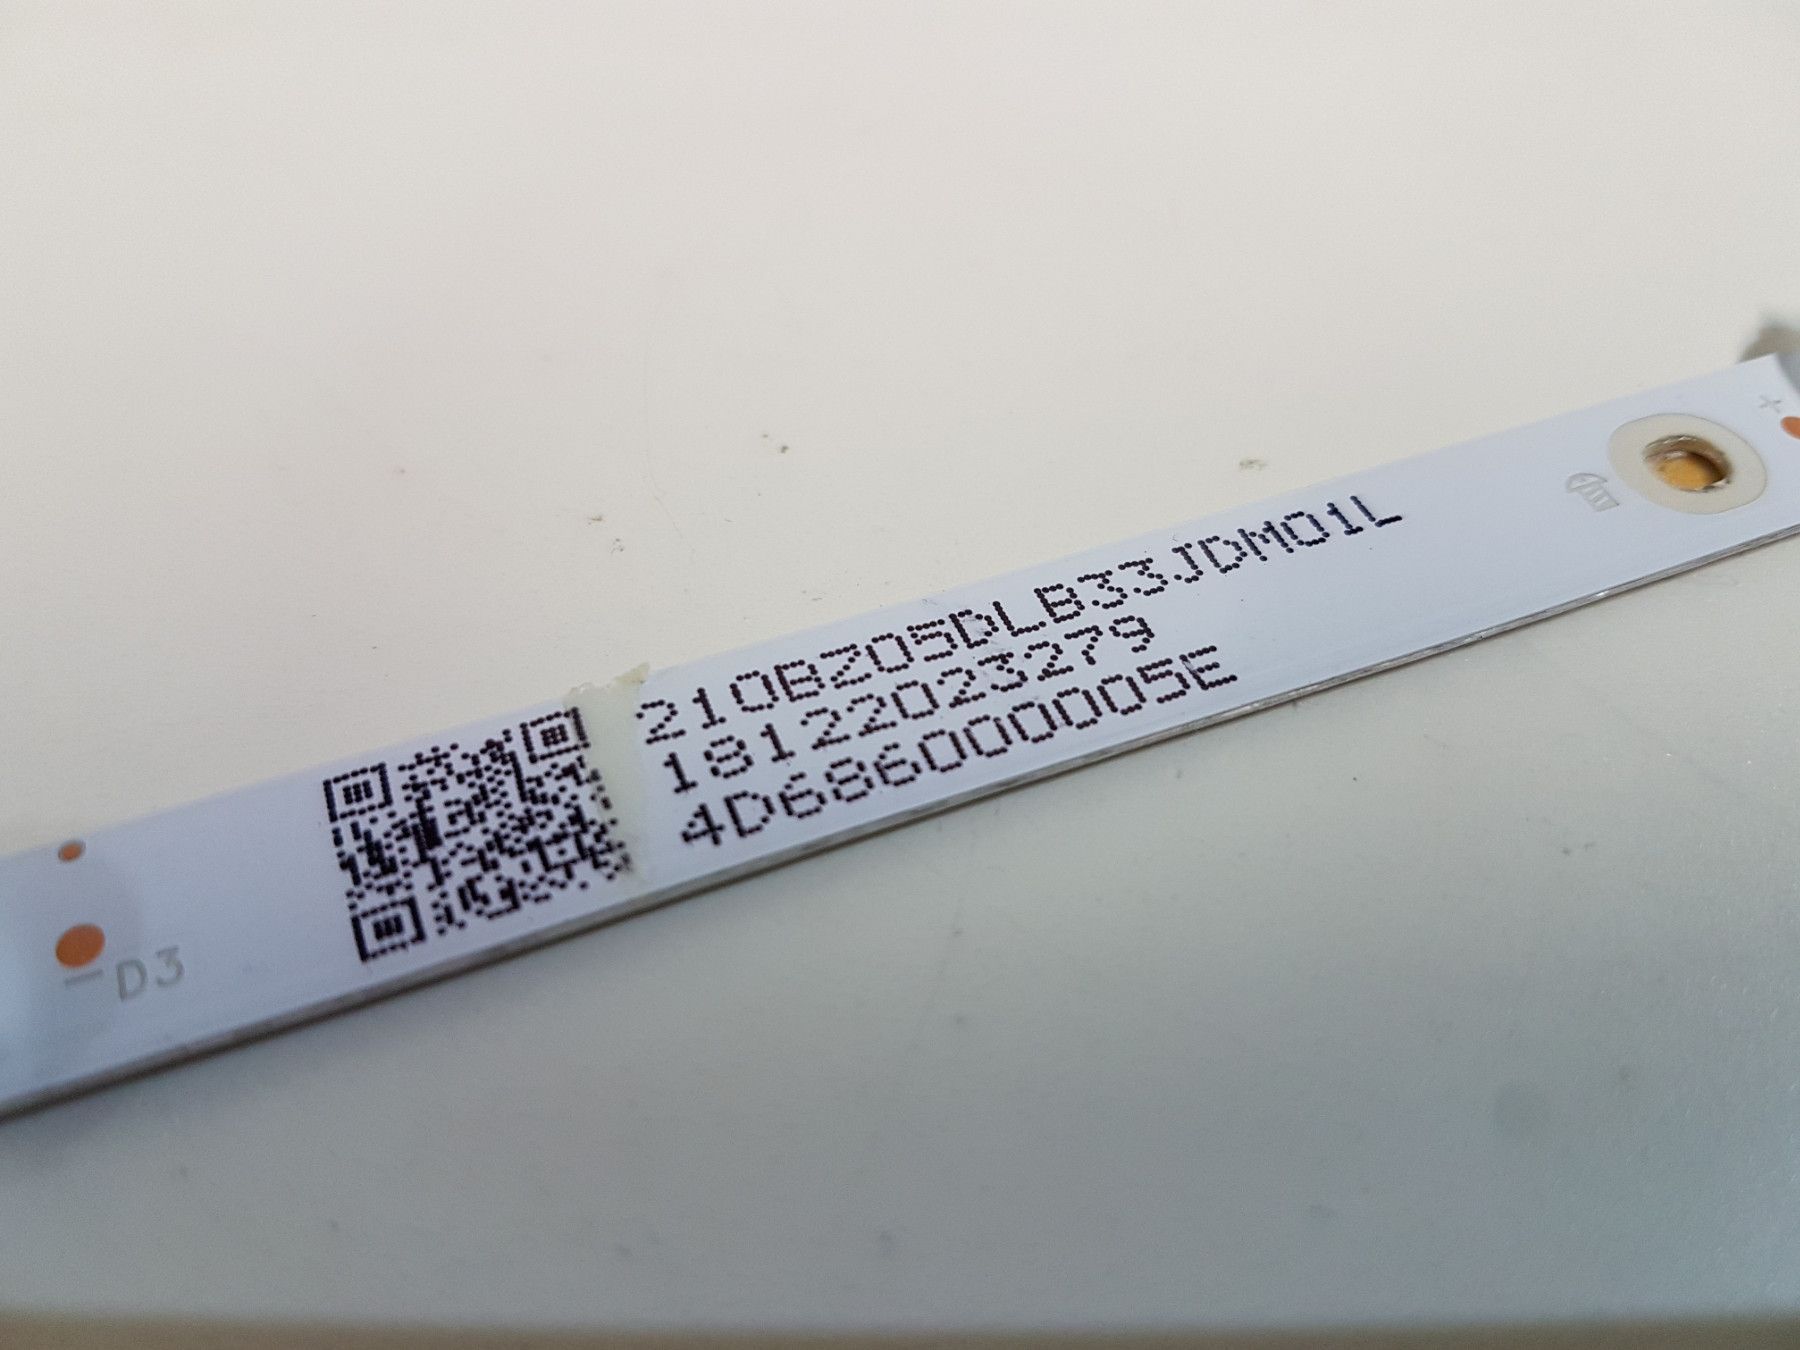 210BZ05DLB33JDM01L
18122023279
4D686000005E
D3
+
-